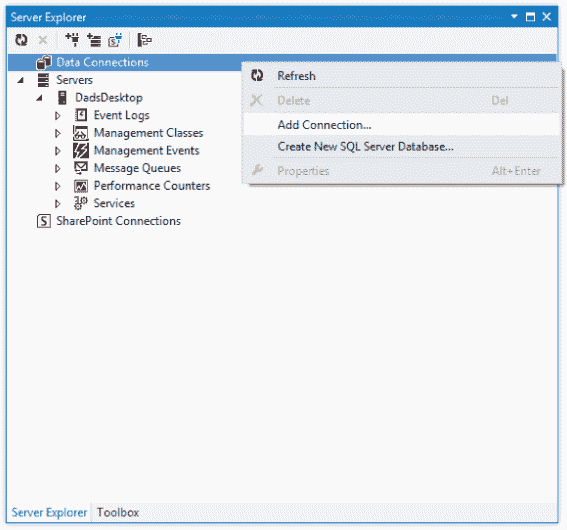 Server Explorer
Data Connections
Refresh
Servers
Delete Del
DadsDesktop
Add Connection...
Event Logs
Create New SQL Server Database...
Management Classes
Management Events
Properties Alt+Enter
Message Queues
Performance Counters
Services
S SharePoint Connections
Server Explorer Toolbox